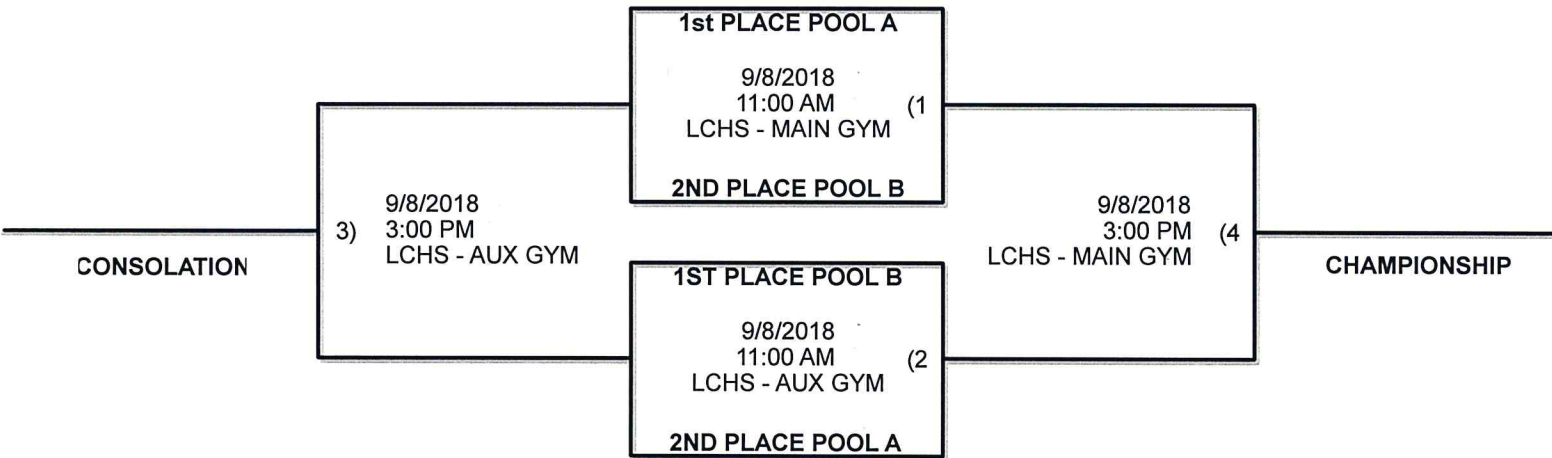 1st PLACE POOL A
9/8/2018
11:00 AM (1
LCHS - MAIN GYM
2ND PLACE POOL B
3) 9/8/2018
3:00 PM
LCHS - AUX GYM
CONSOLATION
9/8/2018
3:00 PM (4
LCHS - MAIN GYM
CHAMPIONSHIP
1ST PLACE POOL B
9/8/2018
11:00 AM (2
LCHS - AUX GYM
2ND PLACE POOL A